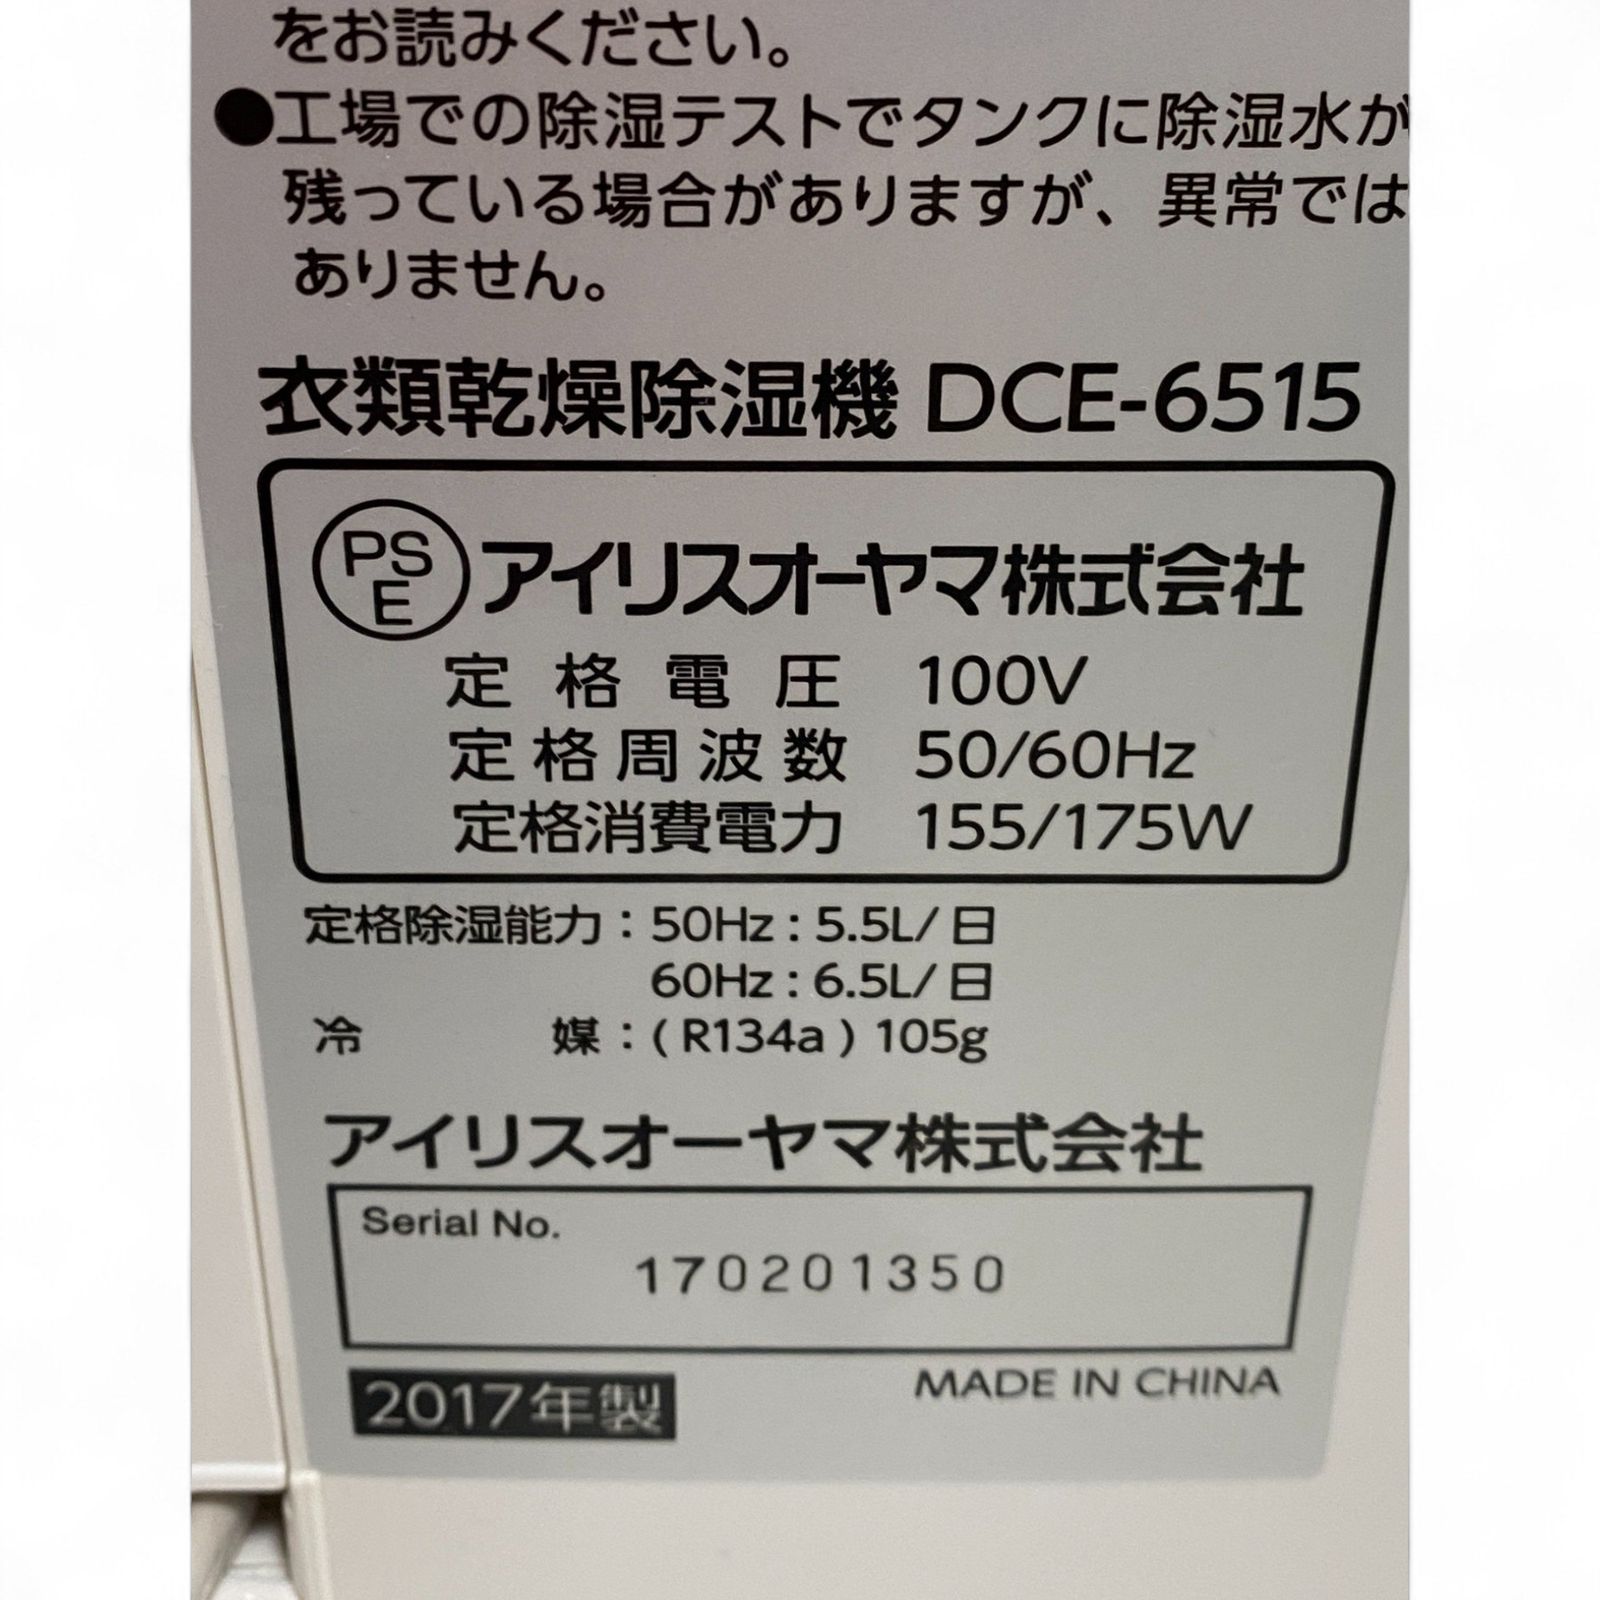 をお読みください。
●工場での除湿テストでタンクに除湿水が
残っている場合がありますが、異常では
ありません。
衣類乾燥除湿機 DCE-6515
PS
E
アイリスオーヤマ株式会社
定格電圧 100V
定格周波数 50/60Hz
定格消費電力 155/175W
定格除湿能力：50Hz：5.5L/日
60Hz：6.5L/日
冷媒：(R134a) 105g
アイリスオーヤマ株式会社
Serial No.
170201350
2017年製
MADE IN CHINA